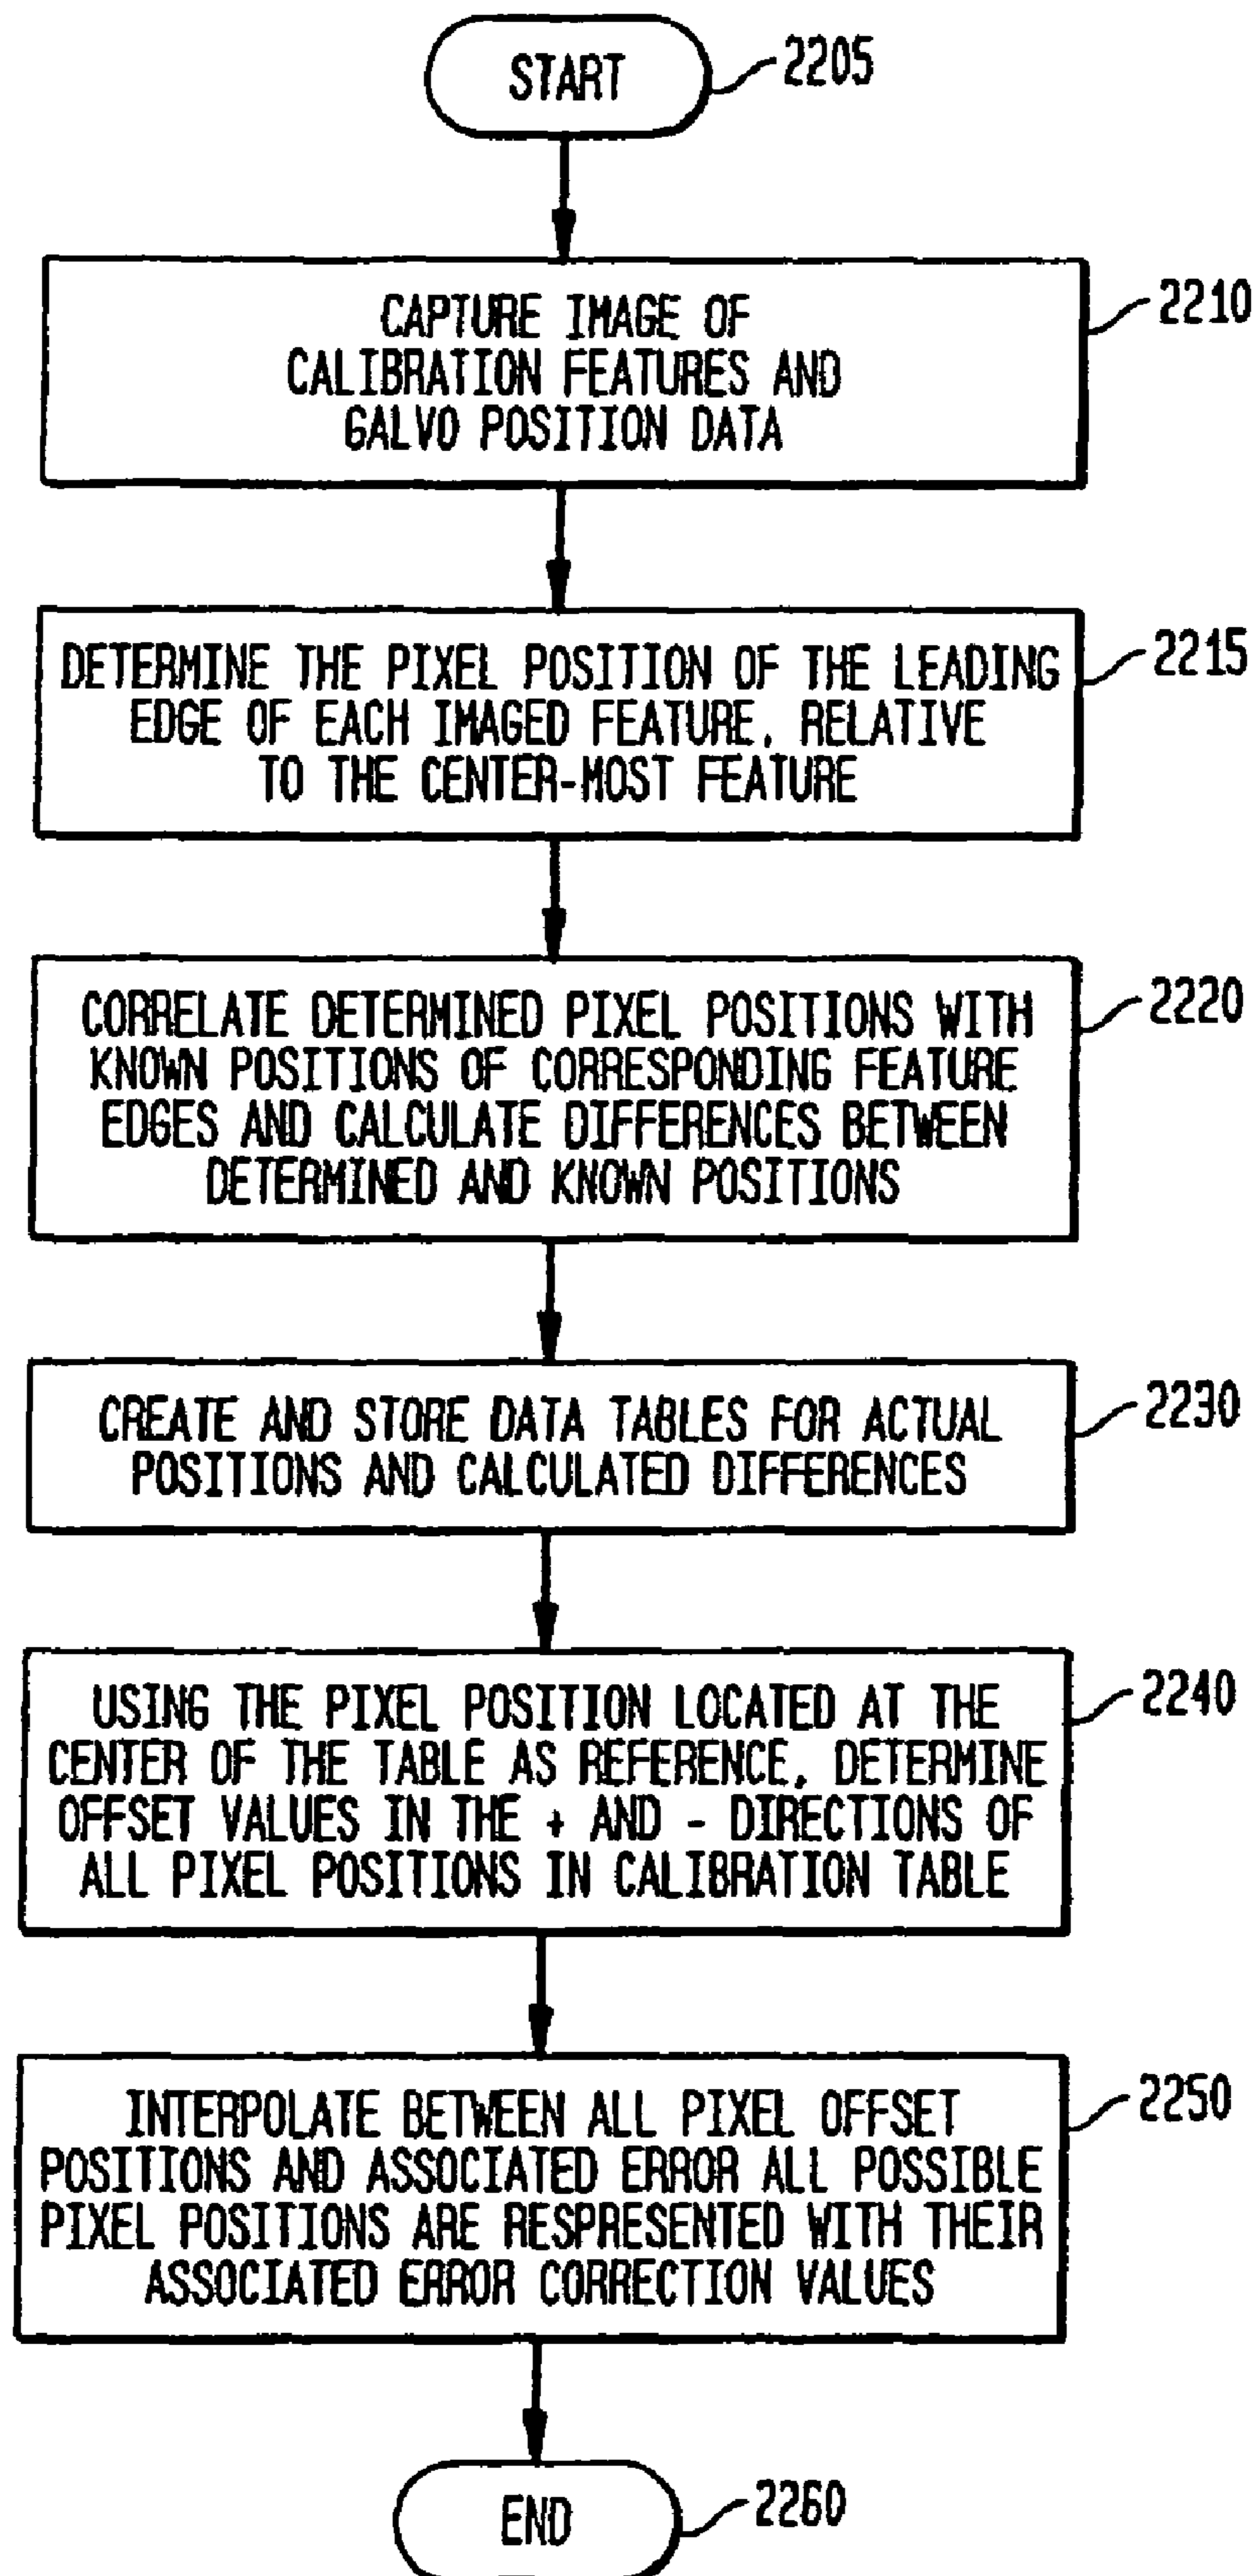 START
2205
CAPTURE IMAGE OF
CALIBRATION FEATURES AND
GALVO POSITION DATA
2210
DETERMINE THE PIXEL POSITION OF THE LEADING
EDGE OF EACH IMAGED FEATURE, RELATIVE
TO THE CENTER-MOST FEATURE
2215
CORRELATE DETERMINED PIXEL POSITIONS WITH
KNOWN POSITIONS OF CORRESPONDING FEATURE
EDGES AND CALCULATE DIFFERENCES BETWEEN
DETERMINED AND KNOWN POSITIONS
2220
CREATE AND STORE DATA TABLES FOR ACTUAL
POSITIONS AND CALCULATED DIFFERENCES
2230
USING THE PIXEL POSITION LOCATED AT THE
CENTER OF THE TABLE AS REFERENCE, DETERMINE
OFFSET VALUES IN THE + AND - DIRECTIONS OF
ALL PIXEL POSITIONS IN CALIBRATION TABLE
2240
INTERPOLATE BETWEEN ALL PIXEL OFFSET
POSITIONS AND ASSOCIATED ERROR ALL POSSIBLE
PIXEL POSITIONS ARE RESPRESENTED WITH THEIR
ASSOCIATED ERROR CORRECTION VALUES
2250
END
2260